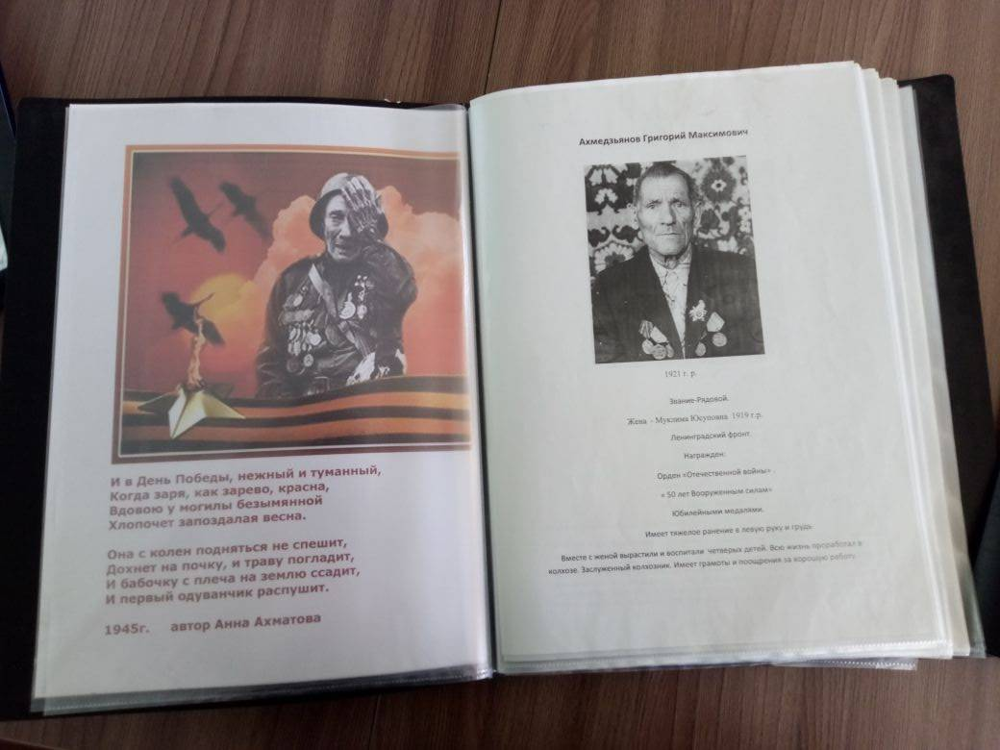 И в День Победы, нежный и туманный,
Когда заря, как зарево, красна,
Вдовою у могилы безымянной
Хлопочет запоздалая весна.
Она с колен подняться не спешит,
Дохнет на почку, и траву погладит,
И бабочку с плеча на землю ссадит,
И первый одуванчик распушит.
1945г. автор Анна Ахматова
Ахмедзьянов Григорий Максимович
1921 г. р.
Звание-Рядовой.
Жена - Муклима Юсуповна 1919 г.р.
Ленинградский фронт.
Награжден:
Орден «Отечественной войны» .
« 50 лет Вооруженным силам»
Юбилейными медалями.
Имеет тяжелое ранение в левую руку и грудь
Вместе с женой вырастили и воспитали четверых детей. Всю жизнь проработал в
колхозе. Заслуженный колхозник. Имеет грамоты и поощрения за хорошую работу.